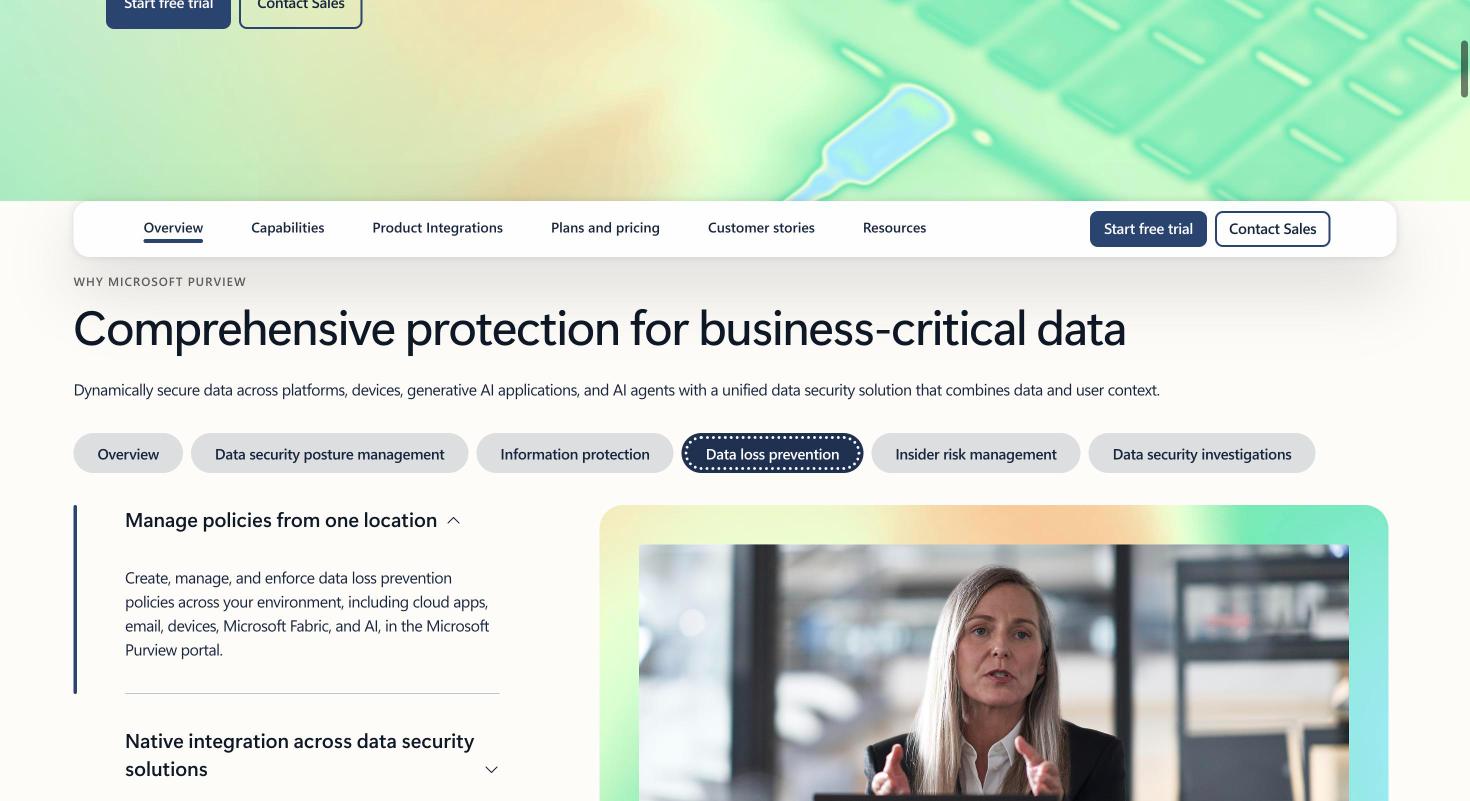 Start free trial
Contact Sales
Overview
Capabilities
Product Integrations
Plans and pricing
Customer stories
Resources
Start free trial
Contact Sales
WHY MICROSOFT PURVIEW
Comprehensive protection for business-critical data
Dynamically secure data across platforms, devices, generative AI applications, and AI agents with a unified data security solution that combines data and user context.
Overview
Data security posture management
Information protection
Data loss prevention
Insider risk management
Data security investigations
Manage policies from one location
Create, manage, and enforce data loss prevention
policies across your environment, including cloud apps,
email, devices, Microsoft Fabric, and AI, in the Microsoft
Purview portal.
Native integration across data security
solutions